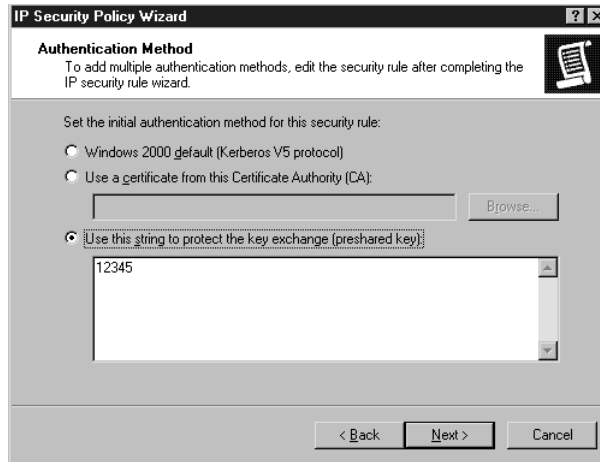 IP Security Policy Wizard
Authentication Method
To add multiple authentication methods, edit the security rule after completing the
IP security rule wizard.
Set the initial authentication method for this security rule:
Windows 2000 default (Kerberos V5 protocol)
Use a certificate from this Certificate Authority (CA):
Browse...
Use this string to protect the key exchange (preshared key):
12345
< Back Next > Cancel